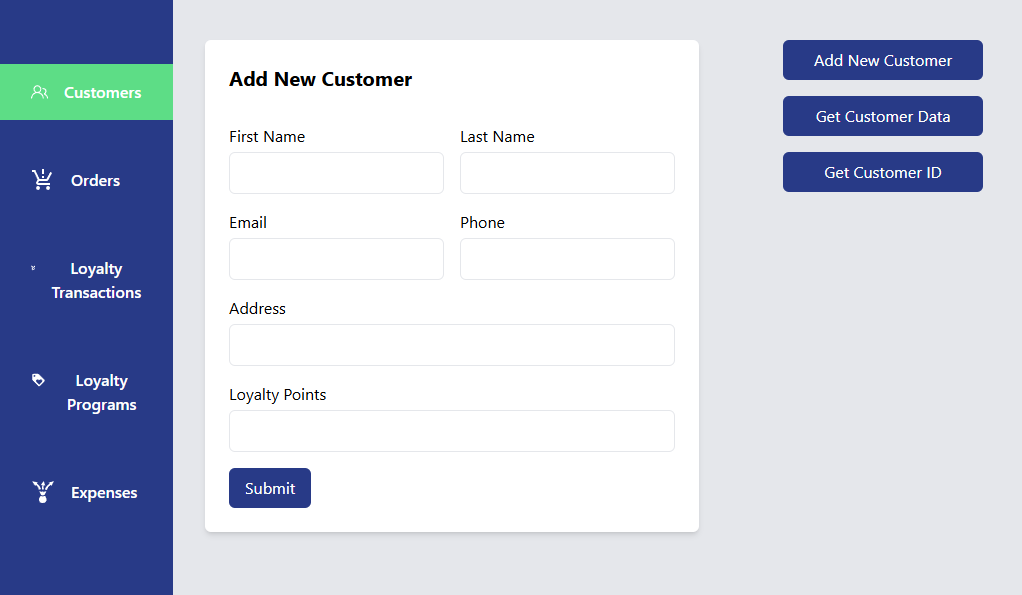 Customers
Orders
Loyalty
Transactions
Loyalty
Programs
Expenses
Add New Customer
First Name
Last Name
Email
Phone
Address
Loyalty Points
Submit
Add New Customer
Get Customer Data
Get Customer ID